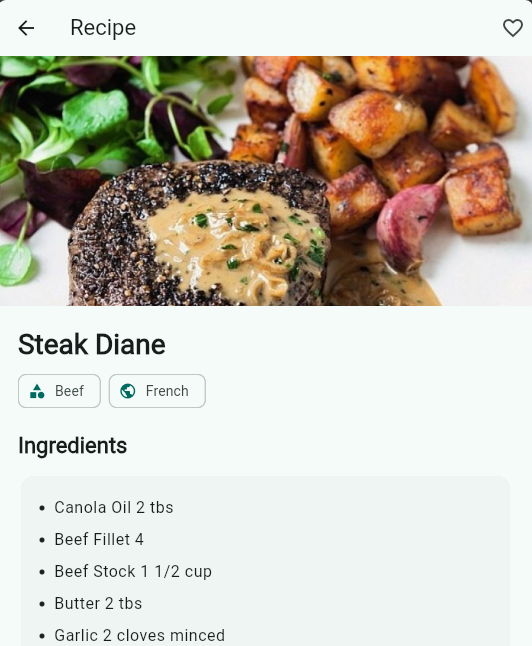 Recipe
Steak Diane
Beef French
Ingredients
• Canola Oil 2 tbs
• Beef Fillet 4
• Beef Stock 1 1/2 cup
• Butter 2 tbs
• Garlic 2 cloves minced